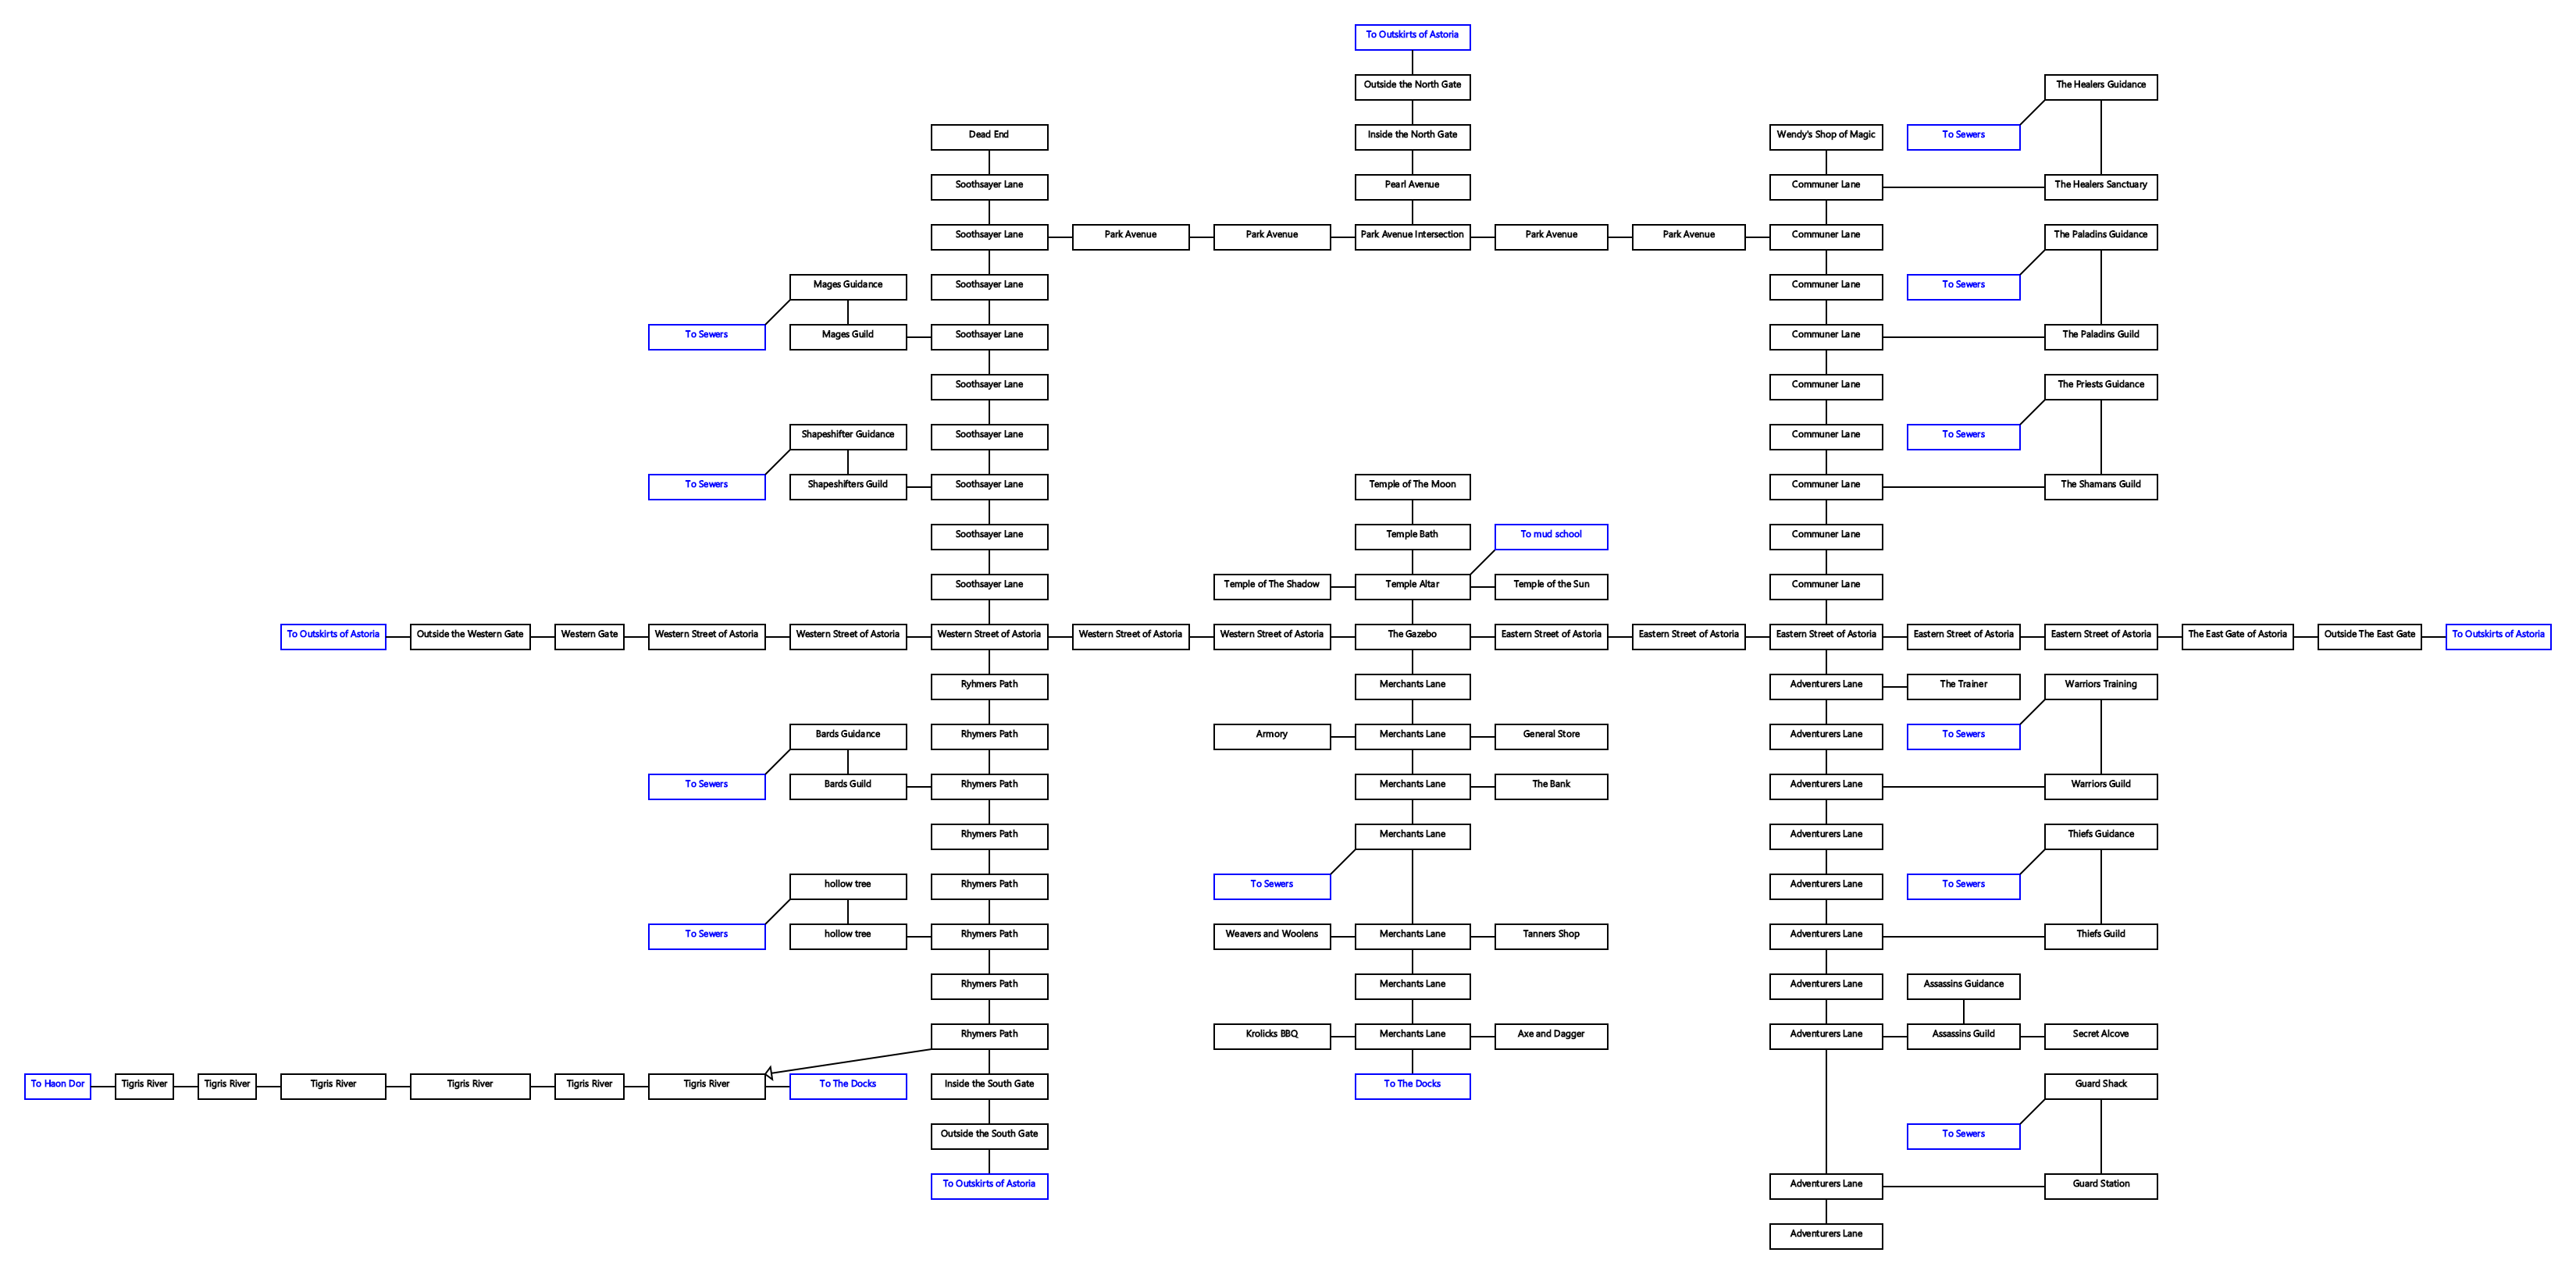 To Outskirts of Astoria
Outside the North Gate
The Healers Guidance
Dead End
Inside the North Gate
Wendy's Shop of Magic
To Sewers
Soothsayer Lane
Pearl Avenue
Communer Lane
The Healers Sanctuary
Soothsayer Lane
Park Avenue
Park Avenue
Park Avenue Intersection
Park Avenue
Park Avenue
Communer Lane
The Paladins Guidance
Mages Guidance
Soothsayer Lane
Communer Lane
To Sewers
To Sewers
Mages Guild
Soothsayer Lane
Communer Lane
The Paladins Guild
Soothsayer Lane
Communer Lane
The Priests Guidance
Shapeshifter Guidance
Soothsayer Lane
Communer Lane
To Sewers
To Sewers
Shapeshifters Guild
Soothsayer Lane
Temple of The Moon
Communer Lane
The Shamans Guild
Soothsayer Lane
Temple Bath
To mud school
Communer Lane
Soothsayer Lane
Temple of The Shadow
Temple Altar
Temple of the Sun
Communer Lane
To Outskirts of Astoria
Outside the Western Gate
Western Gate
Western Street of Astoria
Western Street of Astoria
Western Street of Astoria
Western Street of Astoria
Western Street of Astoria
The Gazebo
Eastern Street of Astoria
Eastern Street of Astoria
Eastern Street of Astoria
Eastern Street of Astoria
Eastern Street of Astoria
The East Gate of Astoria
Outside The East Gate
To Outskirts of Astoria
Ryhmers Path
Merchants Lane
Adventurers Lane
The Trainer
Warriors Training
Bards Guidance
Rhymers Path
Armory
Merchants Lane
General Store
Adventurers Lane
To Sewers
To Sewers
Bards Guild
Rhymers Path
Merchants Lane
The Bank
Adventurers Lane
Warriors Guild
Rhymers Path
Merchants Lane
Adventurers Lane
Thiefs Guidance
hollow tree
Rhymers Path
To Sewers
Adventurers Lane
To Sewers
To Sewers
hollow tree
Rhymers Path
Weavers and Woolens
Merchants Lane
Tanners Shop
Adventurers Lane
Thiefs Guild
Rhymers Path
Merchants Lane
Adventurers Lane
Assassins Guidance
Rhymers Path
Krolicks BBQ
Merchants Lane
Axe and Dagger
Adventurers Lane
Assassins Guild
Secret Alcove
To Haon Dor
Tigris River
Tigris River
Tigris River
Tigris River
Tigris River
Tigris River
To The Docks
Inside the South Gate
To The Docks
Guard Shack
Outside the South Gate
To Sewers
To Outskirts of Astoria
Adventurers Lane
Guard Station
Adventurers Lane